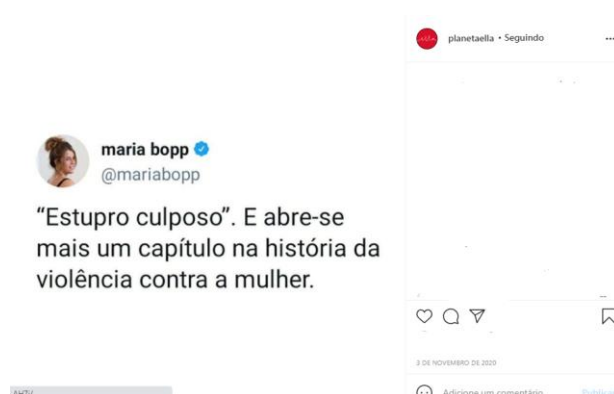 planetaella • Seguindo
maria bopp
@mariabopp
“Estupro culposo”. E abre-se
mais um capítulo na história da
violência contra a mulher.
3 DE NOVEMBRO DE 2020
Adicione um comentário